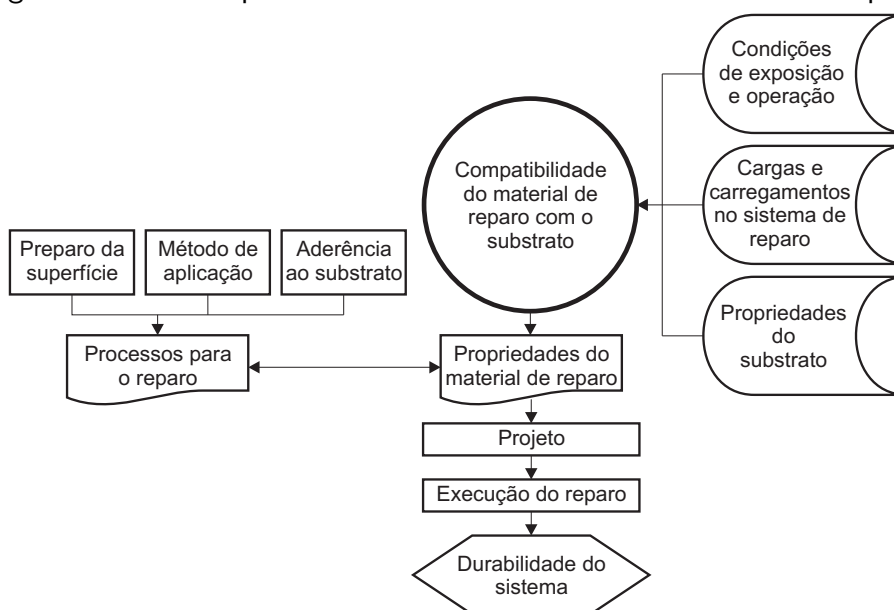 Condições
de exposição
e operação
Compatibilidade
do material de
reparo com o
substrato
Cargas e
carregamentos
no sistema de
reparo
Preparo da
superfície
Método de
aplicação
Aderência
ao substrato
Propriedades
do
substrato
Processos para
o reparo
Propriedades do
material de reparo
Projeto
Execução do reparo
Durabilidade do
sistema